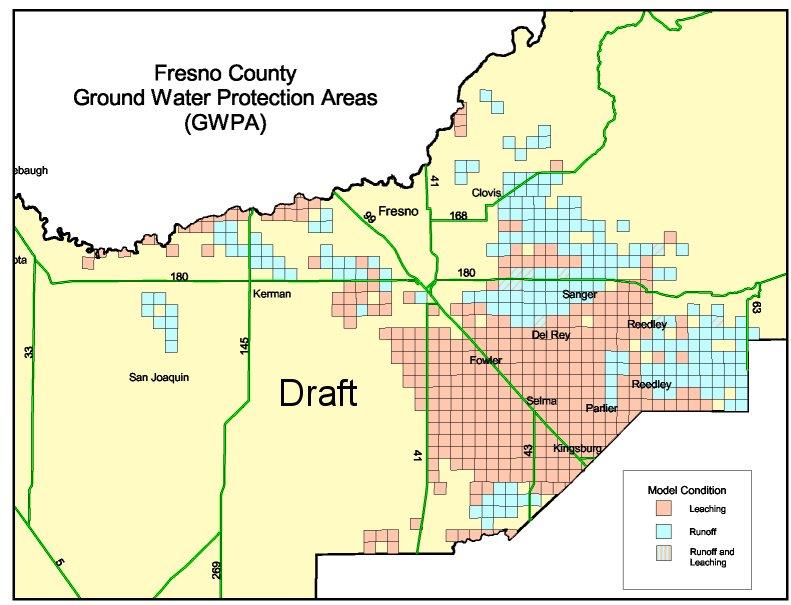 Fresno County
Ground Water Protection Areas
(GWPA)
ebaugh
41
Clovis
99
Fresno
168
ota
180
180
Kerman
Sanger
63
33
145
Del Rey
Reedley
Fowler
San Joaquin
Draft
Reedley
Selma
Parlier
41
43
Kingsburg
Model Condition
Leaching
Runoff
Runoff and
Leaching
5
269